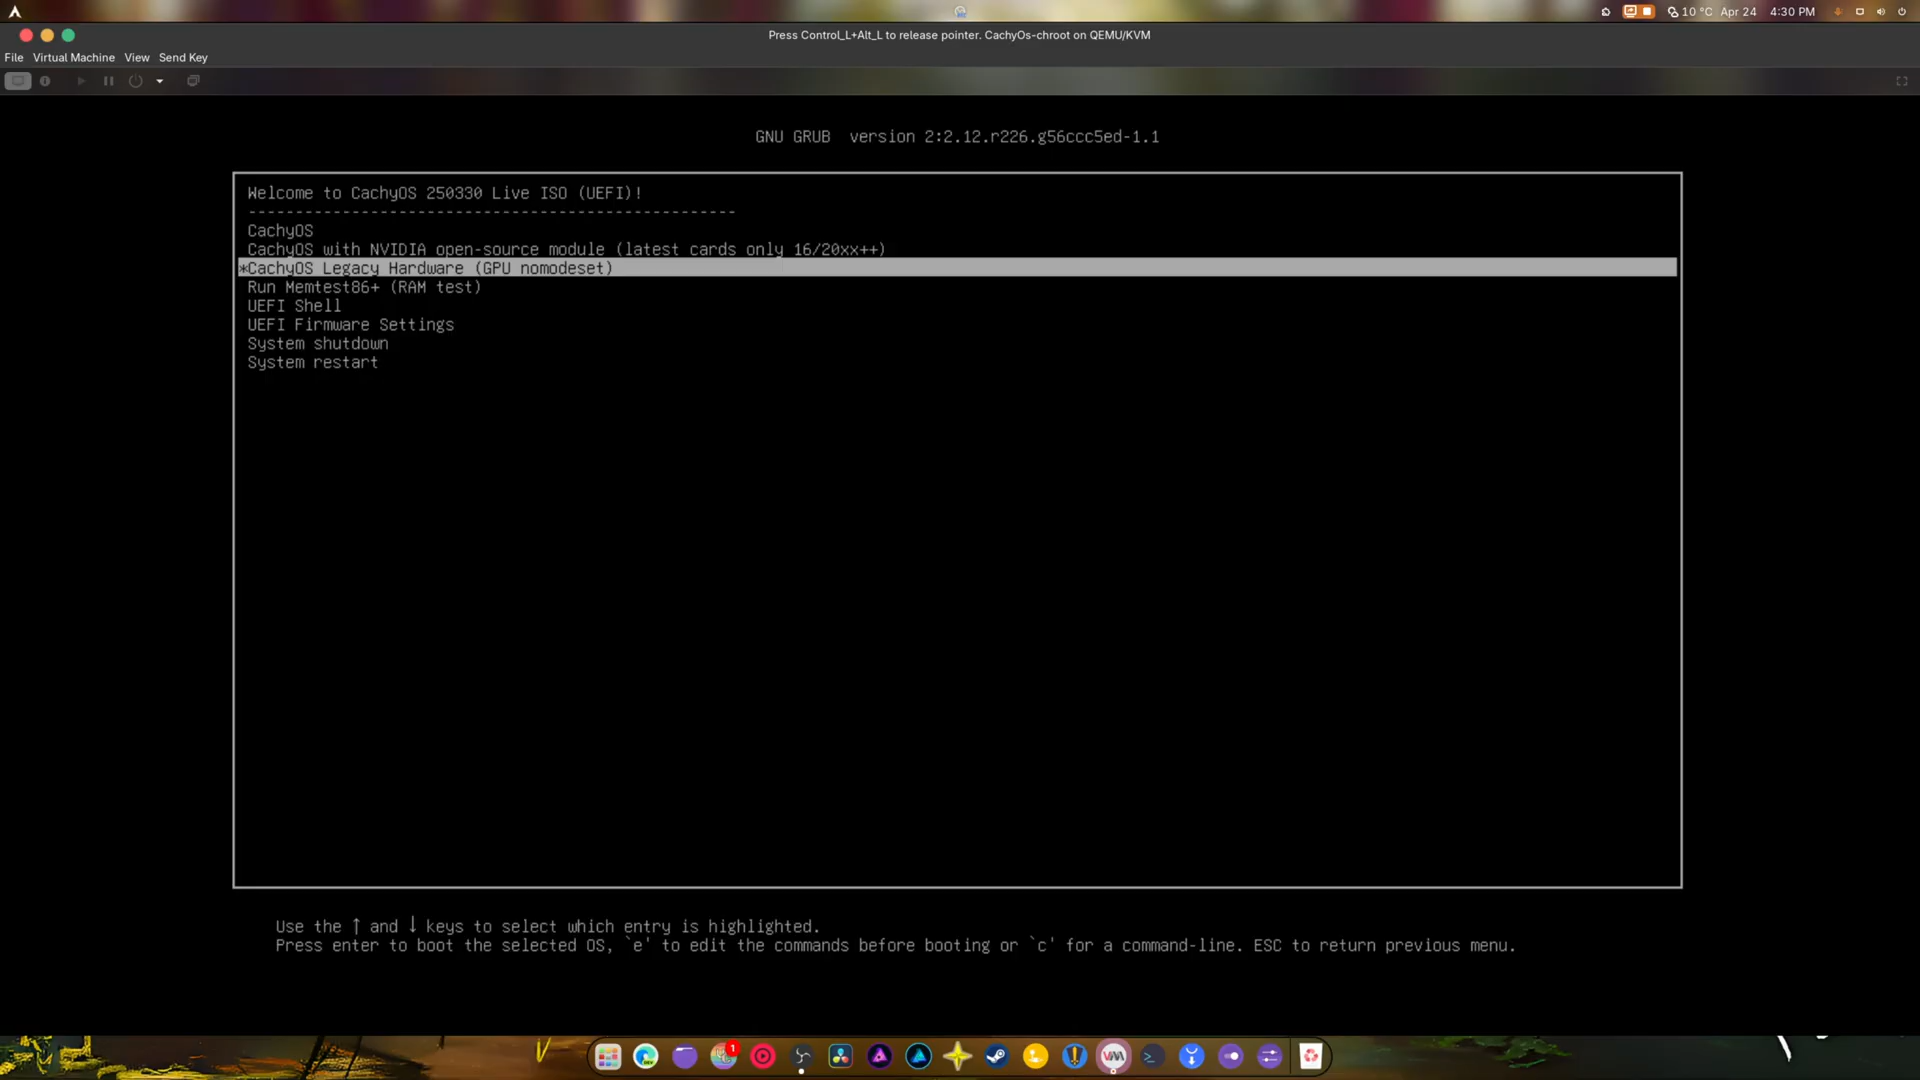 10 °C Apr 24 4:30 PM
Press Control_L+Alt_L to release pointer. CachyOs-chroot on QEMU/KVM
File Virtual Machine View Send Key
GNU GRUB version 2:2.12.r226.g56ccc5ed-1.1
Welcome to CachyOS 250330 Live ISO (UEFI)!
----------------------------------------------------
CachyOS
CachyOS with NVIDIA open-source module (latest cards only 16/20xx++)
*CachyOS Legacy Hardware (GPU nomodeset)
Run Memtest86+ (RAM test)
UEFI Shell
UEFI Firmware Settings
System shutdown
System restart
Use the ↑ and ↓ keys to select which entry is highlighted.
Press enter to boot the selected OS, `e' to edit the commands before booting or `c' for a command-line. ESC to return previous menu.
1